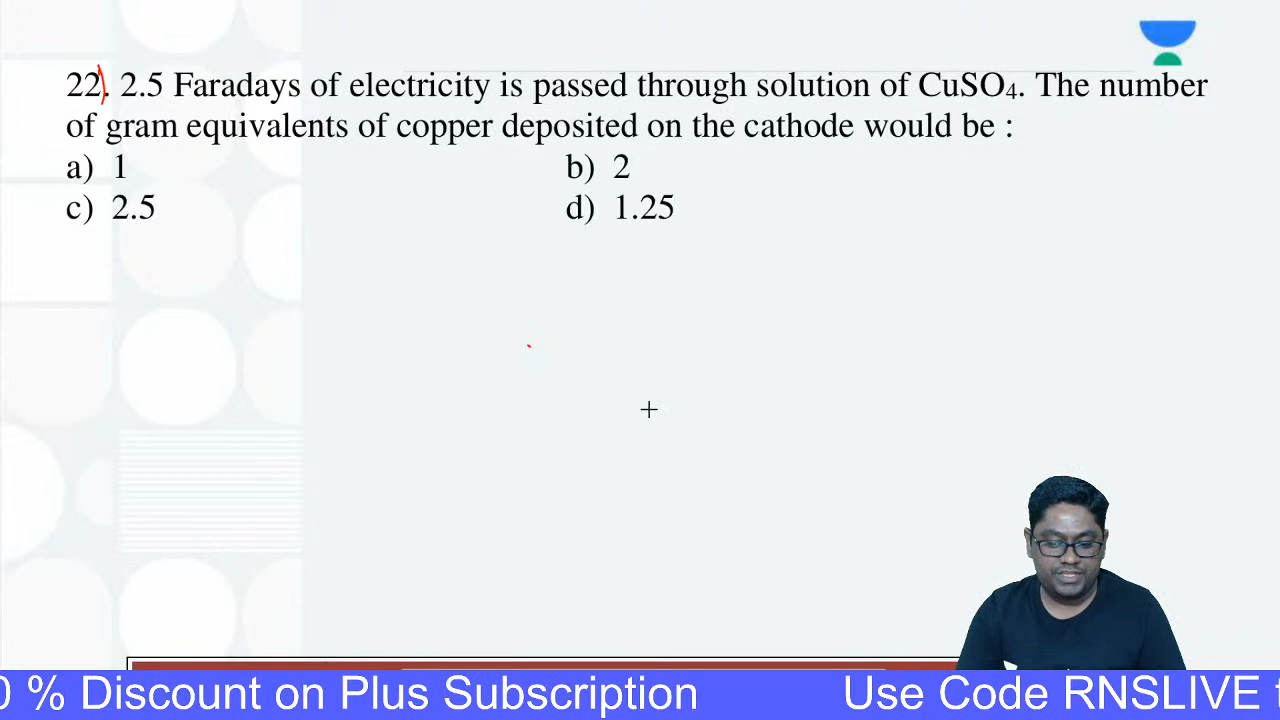 22). 2.5 Faradays of electricity is passed through solution of CuSO₄. The number
of gram equivalents of copper deposited on the cathode would be :
a) 1 b) 2
c) 2.5 d) 1.25
0 % Discount on Plus Subscription Use Code RNSLIVE